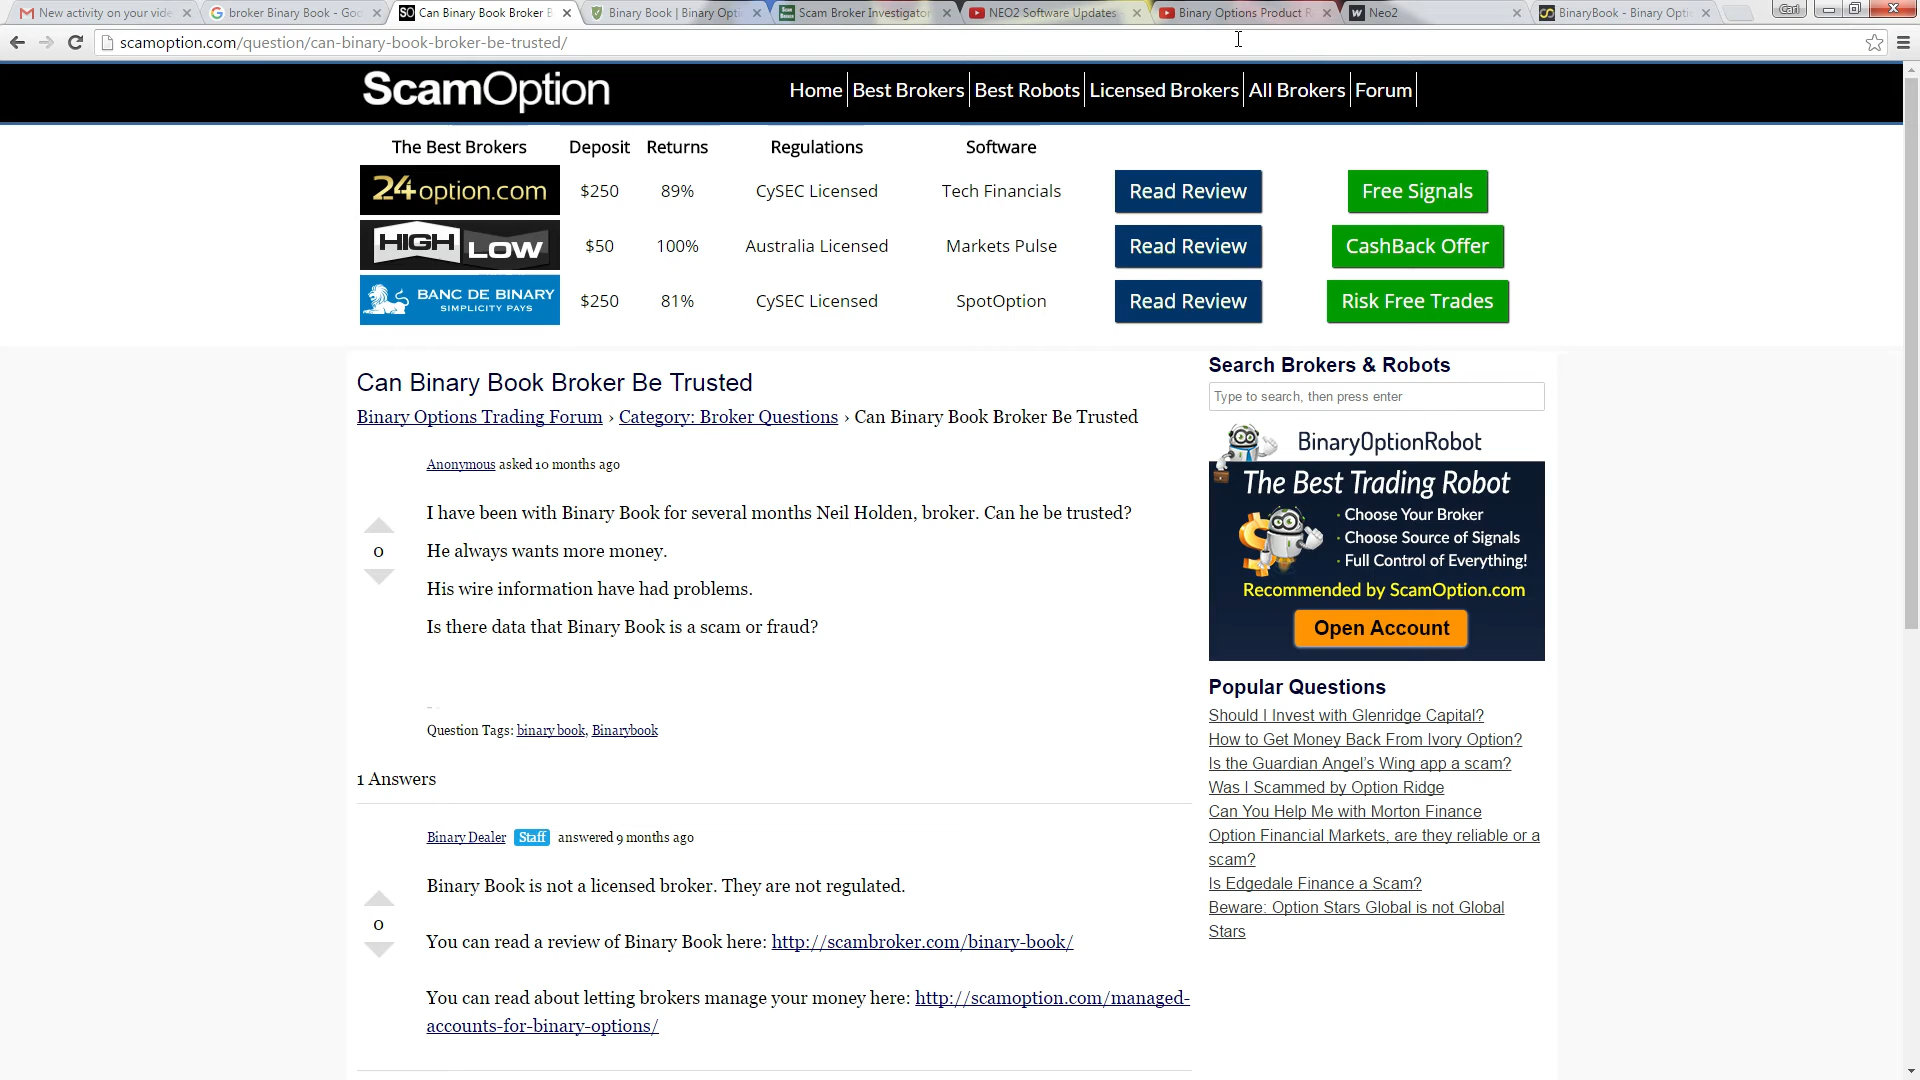 New activity on your vide
broker Binary Book - Goo
SO Can Binary Book Broker B
Binary Book | Binary Opti
Scam Broker Investigator
NEO2 Software Updates
Binary Options Product R
Neo2
BinaryBook - Binary Optio
Carl
scamoption.com/question/can-binary-book-broker-be-trusted/
ScamOption
Home Best Brokers Best Robots Licensed Brokers All Brokers Forum
The Best Brokers Deposit Returns Regulations Software
24option.com $250 89% CySEC Licensed Tech Financials Read Review Free Signals
HIGH LOW $50 100% Australia Licensed Markets Pulse Read Review CashBack Offer
BANC DE BINARY $250 81% CySEC Licensed SpotOption Read Review Risk Free Trades
SIMPLICITY PAYS
Can Binary Book Broker Be Trusted
Binary Options Trading Forum › Category: Broker Questions › Can Binary Book Broker Be Trusted
Anonymous asked 10 months ago
I have been with Binary Book for several months Neil Holden, broker. Can he be trusted?
0
He always wants more money.
His wire information have had problems.
Is there data that Binary Book is a scam or fraud?
Question Tags: binary book, Binarybook
1 Answers
Binary Dealer Staff answered 9 months ago
Binary Book is not a licensed broker. They are not regulated.
0
You can read a review of Binary Book here: http://scambroker.com/binary-book/
You can read about letting brokers manage your money here: http://scamoption.com/managed-
accounts-for-binary-options/
Search Brokers & Robots
Type to search, then press enter
BinaryOptionRobot
The Best Trading Robot
· Choose Your Broker
· Choose Source of Signals
· Full Control of Everything!
Recommended by ScamOption.com
Open Account
Popular Questions
Should I Invest with Glenridge Capital?
How to Get Money Back From Ivory Option?
Is the Guardian Angel's Wing app a scam?
Was I Scammed by Option Ridge
Can You Help Me with Morton Finance
Option Financial Markets, are they reliable or a
scam?
Is Edgedale Finance a Scam?
Beware: Option Stars Global is not Global
Stars